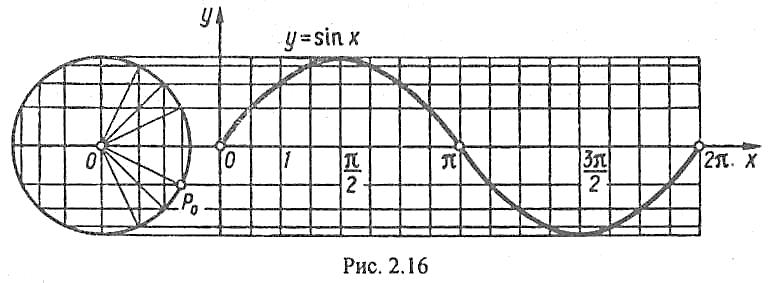 y
y = sin x
0
P₀
0
1
π/2
π
3π/2
2π
x
Рис. 2.16